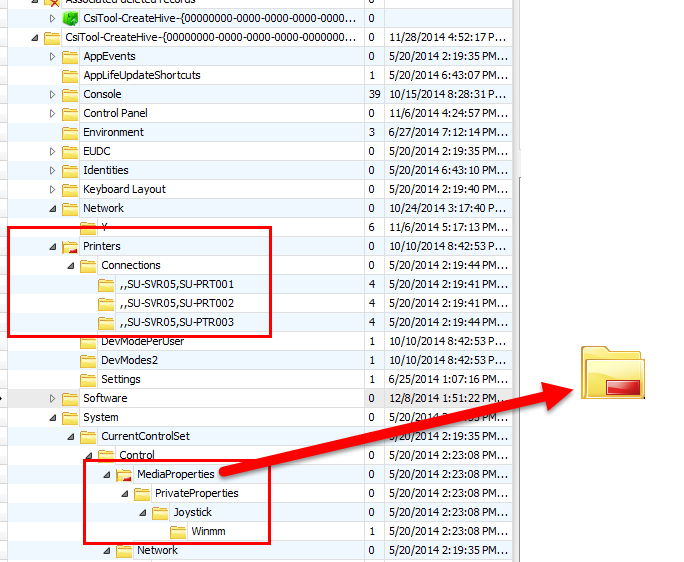 Associated deleted records 0
CsiTool-CreateHive-{00000000-0000-0000-0000-0000... 0
CsiTool-CreateHive-{00000000-0000-0000-0000-00000000... 0 11/28/2014 4:52:17 P...
AppEvents 0 5/20/2014 2:19:35 PM...
AppLifeUpdateShortcuts 1 5/20/2014 6:43:07 PM...
Console 39 10/15/2014 8:28:31 P...
Control Panel 0 11/6/2014 4:24:57 PM...
Environment 3 6/27/2014 7:12:14 PM...
EUDC 0 5/20/2014 2:19:35 PM...
Identities 0 5/20/2014 6:43:10 PM...
Keyboard Layout 0 5/20/2014 2:19:40 PM...
Network 0 10/24/2014 3:17:40 P...
Y 6 11/6/2014 5:17:13 PM...
Printers 0 10/10/2014 8:42:53 P...
Connections 0 5/20/2014 2:19:44 PM...
,,SU-SVR05,SU-PRT001 4 5/20/2014 2:19:41 PM...
,,SU-SVR05,SU-PRT002 4 5/20/2014 2:19:41 PM...
,,SU-SVR05,SU-PTR003 4 5/20/2014 2:19:44 PM...
DevModePerUser 1 10/10/2014 8:42:53 P...
DevModes2 1 10/10/2014 8:42:53 P...
Settings 1 6/25/2014 1:07:16 PM...
Software 0 12/8/2014 1:51:22 PM...
System 0 5/20/2014
CurrentControlSet 0 5/20/2014 2:19:35 PM...
Control 0 5/20/2014 2:23:08 PM...
MediaProperties 0 5/20/2014 2:23:08 PM...
PrivateProperties 0 5/20/2014 2:23:08 PM...
Joystick 0 5/20/2014 2:23:08 PM...
Winmm 1 5/20/2014 2:23:08 PM...
Network 0 5/20/2014 2:19:35 PM...